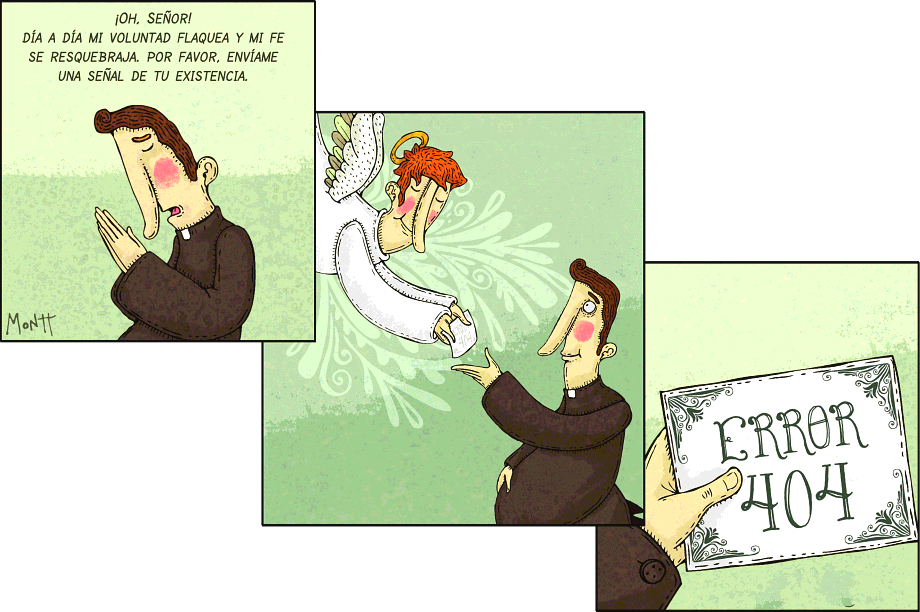 ¡OH, SEÑOR!
DÍA A DÍA MI VOLUNTAD FLAQUEA Y MI FE
SE RESQUEBRAJA. POR FAVOR, ENVÍAME
UNA SEÑAL DE TU EXISTENCIA.
MONTT
ERROR
404